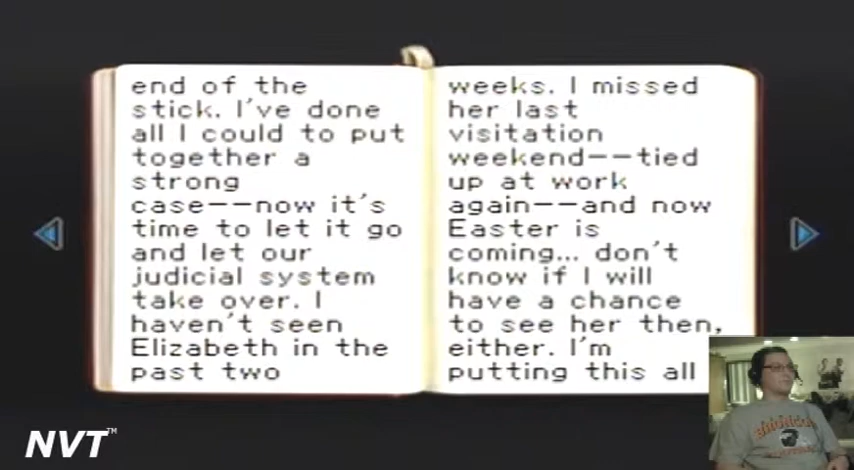 end of the
stick. I've done
all I could to put
together a
strong
case--now it's
time to let it go
and let our
judicial system
take over. I
haven't seen
Elizabeth in the
past two
weeks. I missed
her last
visitation
weekend--tied
up at work
again--and now
Easter is
coming... don't
know if I will
have a chance
to see her then,
either. I'm
putting this all
NVT™